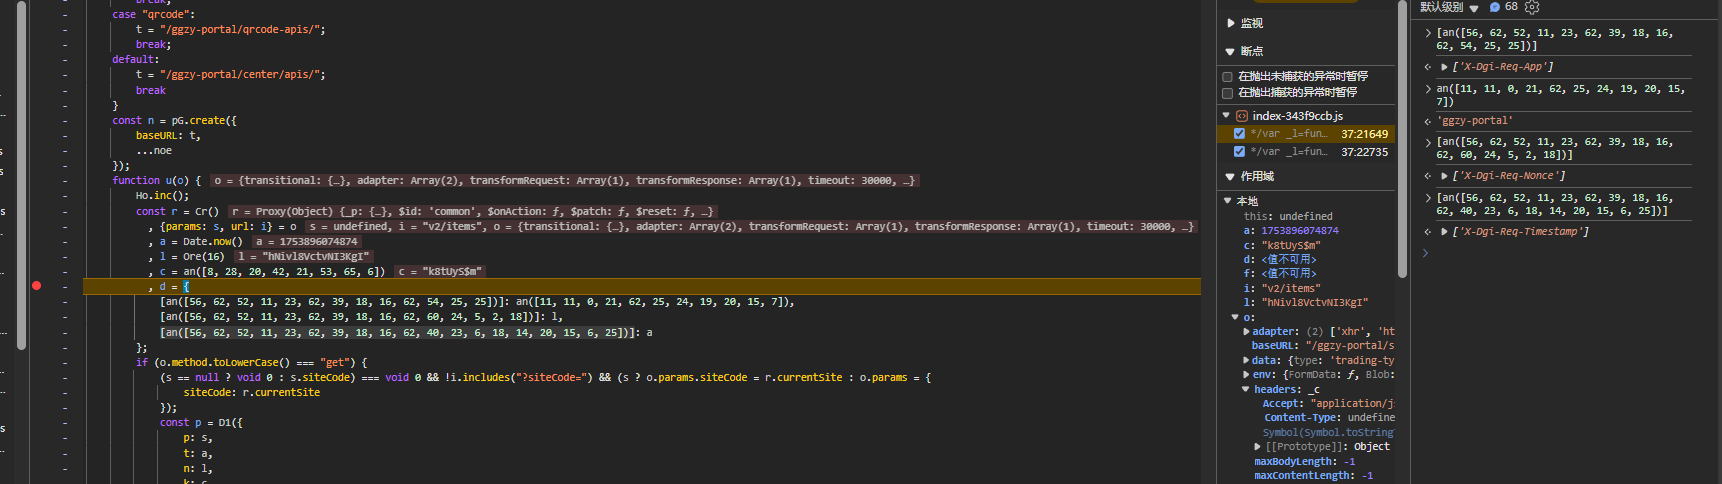 break;
case "qrcode":
t = "/ggzy-portal/qrcode-apis/";
break;
default:
t = "/ggzy-portal/center/apis/";
break
}
const n = pG.create({
baseURL: t,
...noe
});
function u(o) { o = {transitional: {…}, adapter: Array(2), transformRequest: Array(1), transformResponse: Array(1), timeout: 30000, …}
Ho.inc();
const r = Cr() r = Proxy(Object) {_p: {…}, $id: 'common', $onAction: ƒ, $patch: ƒ, $reset: ƒ, …}
, {params: s, url: i} = o s = undefined, i = "v2/items", o = {transitional: {…}, adapter: Array(2), transformRequest: Array(1), transformResponse: Array(1), timeout: 30000, …}
, a = Date.now() a = 1753896074874
, l = Ore(16) l = "hNivl8VctvNI3KgI"
, c = an([8, 28, 20, 42, 21, 53, 65, 6]) c = "k8tUyS$m"
, d = {
[an([56, 62, 52, 11, 23, 62, 39, 18, 16, 62, 54, 25, 25])]: an([11, 11, 0, 21, 62, 25, 24, 19, 20, 15, 7]),
[an([56, 62, 52, 11, 23, 62, 39, 18, 16, 62, 60, 24, 5, 2, 18])]: l,
[an([56, 62, 52, 11, 23, 62, 39, 18, 16, 62, 40, 23, 6, 18, 14, 20, 15, 6, 25])]: a
};
if (o.method.toLowerCase() === "get") {
(s == null ? void 0 : s.siteCode) === void 0 && !i.includes("?siteCode=") && (s ? o.params.siteCode = r.currentSite : o.params = {
siteCode: r.currentSite
});
const p = D1({
p: s,
t: a,
n: l,
k: c
监视
断点
在抛出未捕获的异常时暂停
在抛出捕获的异常时暂停
index-343f9ccb.js
*/var _l=fun… 37:21649
*/var _l=fun… 37:22735
作用域
本地
this: undefined
a: 1753896074874
c: "k8tUyS$m"
d: <值不可用>
f: <值不可用>
i: "v2/items"
l: "hNivl8VctvNI3KgI"
o:
adapter: (2) ['xhr', 'ht
baseURL: "/ggzy-portal/s
data: {type: 'trading-ty
env: {FormData: ƒ, Blob:
headers: _c
Accept: "application/js
Content-Type: undefine
Symbol(Symbol.toString
[[Prototype]]: Object
maxBodyLength: -1
maxContentLength: -1
默认级别 68
[an([56, 62, 52, 11, 23, 62, 39, 18, 16,
62, 54, 25, 25])]
['X-Dgi-Req-App']
an([11, 11, 0, 21, 62, 25, 24, 19, 20, 15,
7])
'ggzy-portal'
[an([56, 62, 52, 11, 23, 62, 39, 18, 16,
62, 60, 24, 5, 2, 18])]
['X-Dgi-Req-Nonce']
[an([56, 62, 52, 11, 23, 62, 39, 18, 16,
62, 40, 23, 6, 18, 14, 20, 15, 6, 25])]
['X-Dgi-Req-Timestamp']